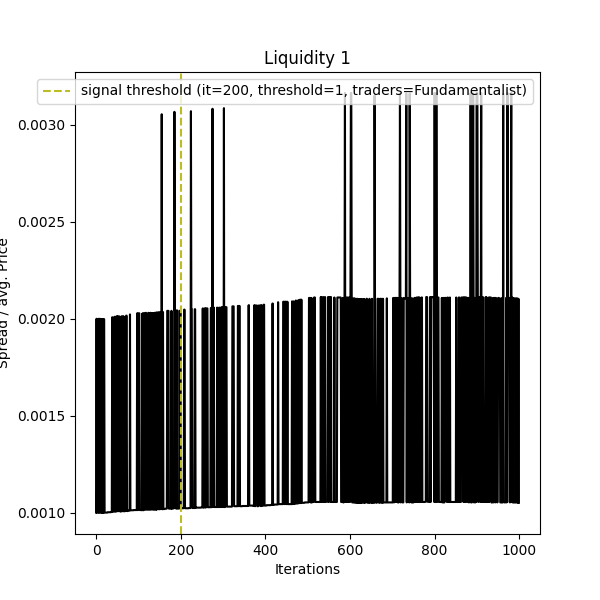 Liquidity 1
signal threshold (it=200, threshold=1, traders=Fundamentalist)
0.0030
0.0025
0.0020
0.0015
0.0010
Spread / avg. Price
0
200
400
600
800
1000
Iterations